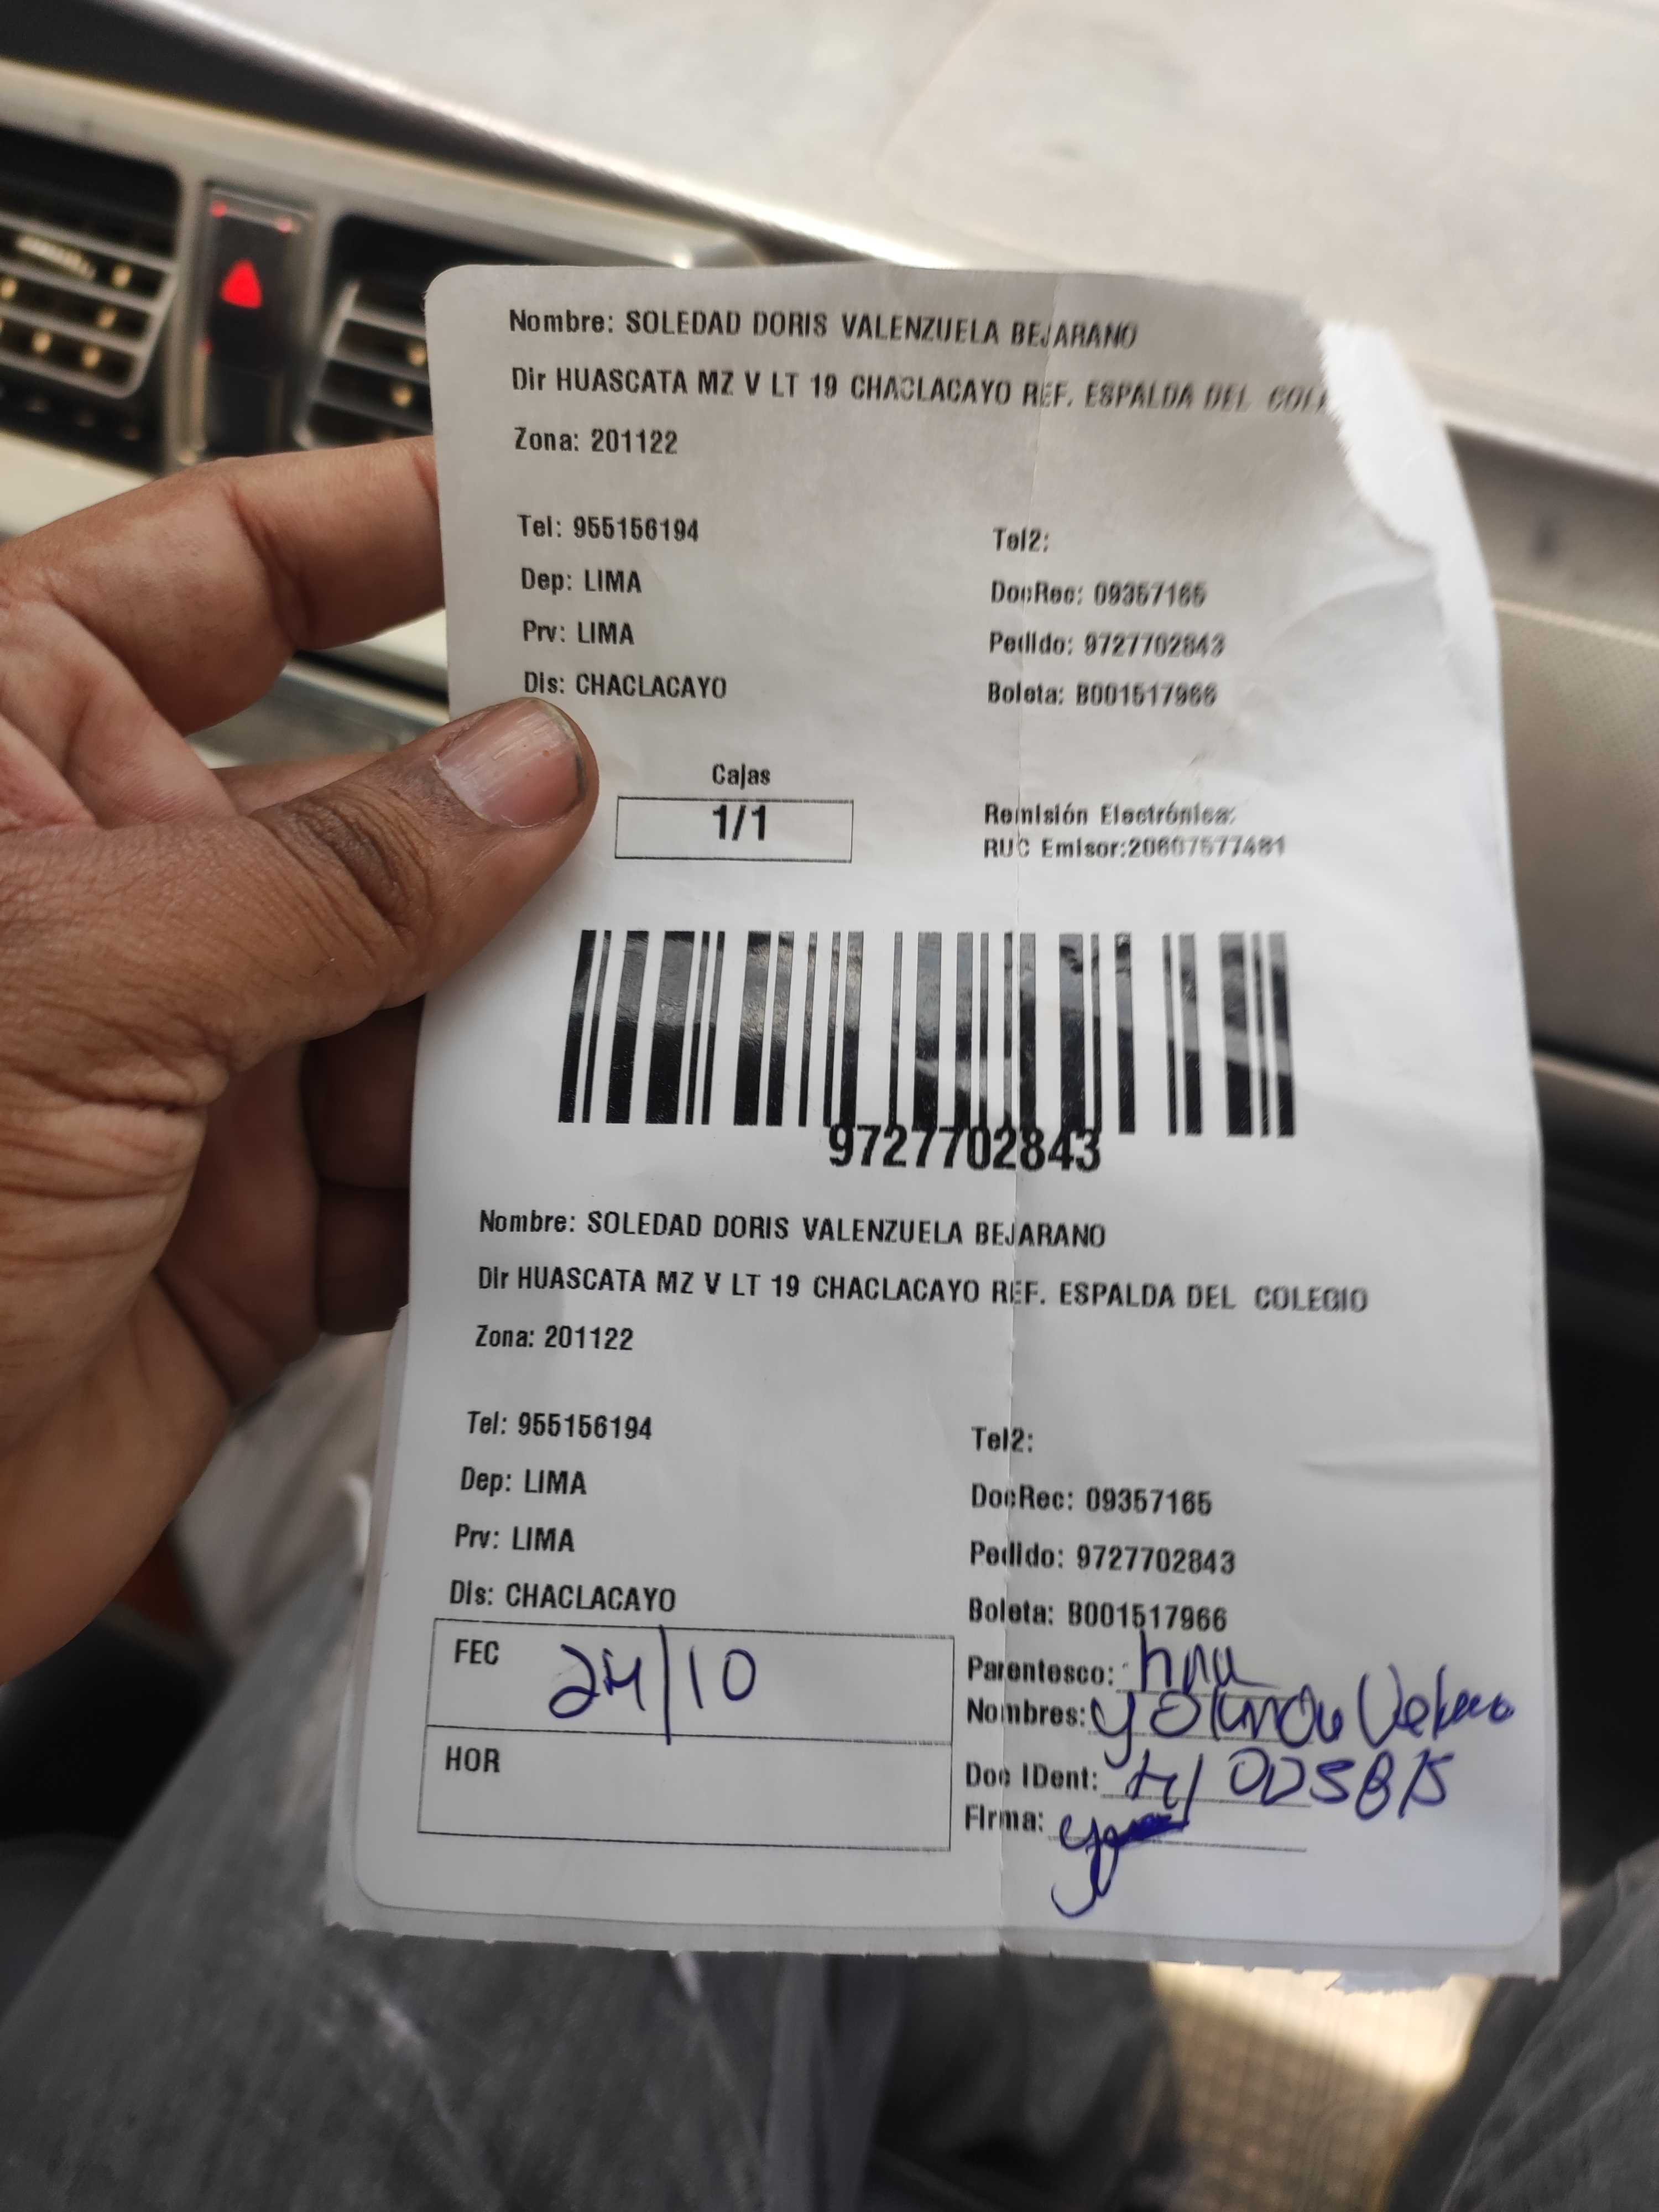 Nombre: SOLEDAD DORIS VALENZUELA BEJARANO
Dir HUASCATA MZ V LT 19 CHACLACAYO REF. ESPALDA DEL COLE
Zona: 201122
Tel: 955156194 Tel2:
Dep: LIMA DocRec: 09357165
Prv: LIMA Pedido: 9727702843
Dis: CHACLACAYO Boleta: B001517966
Cajas
1/1
Remisión Electrónica:
RUC Emisor:20607577481
9727702843
Nombre: SOLEDAD DORIS VALENZUELA BEJARANO
Dir HUASCATA MZ V LT 19 CHACLACAYO REF. ESPALDA DEL COLEGIO
Zona: 201122
Tel: 955156194 Tel2:
Dep: LIMA DocRec: 09357165
Prv: LIMA Pedido: 9727702843
Dis: CHACLACAYO Boleta: B001517966
FEC 24/10 Parentesco:
Nombres:
HOR Doc IDent:
Firma: